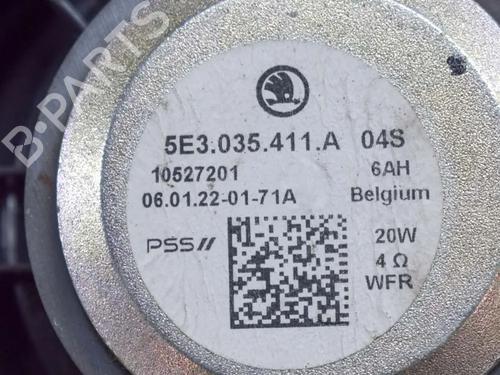 B-PARTS
5E3.035.411.A 04S
10527201 6AH
06.01.22-01-71A Belgium
PSS// 20W
4 Ω
WFR